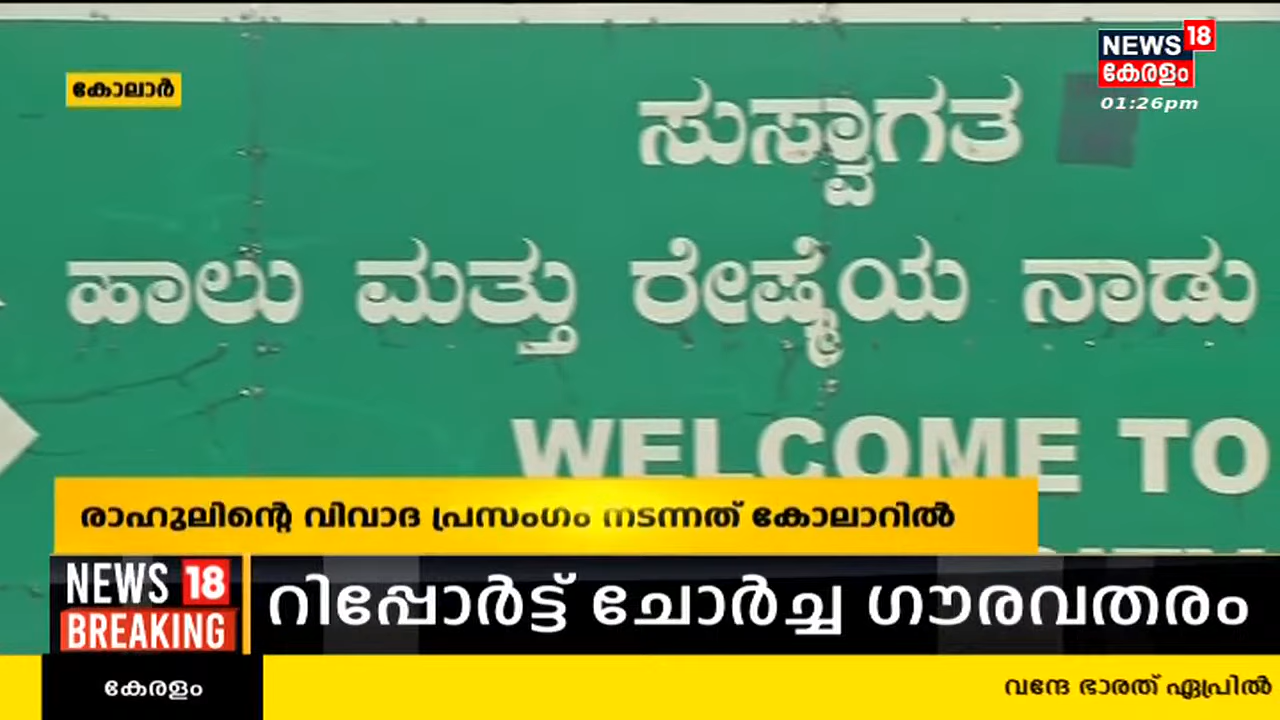 കോലാർ
NEWS 18
കേരളം
01:26pm
ಸುಸ್ವಾಗತ
ಹಾಲು ಮತ್ತು ರೇಷ್ಮೆಯ ನಾಡು
WELCOME TO
രാഹുലിന്റെ വിവാദ പ്രസംഗം നടന്നത് കോലാറിൽ
NEWS 18
BREAKING
റിപ്പോർട്ട് ചോർച്ച ഗൗരവതരം
കേരളം
വന്ദേ ഭാരത് ഏപ്രിൽ